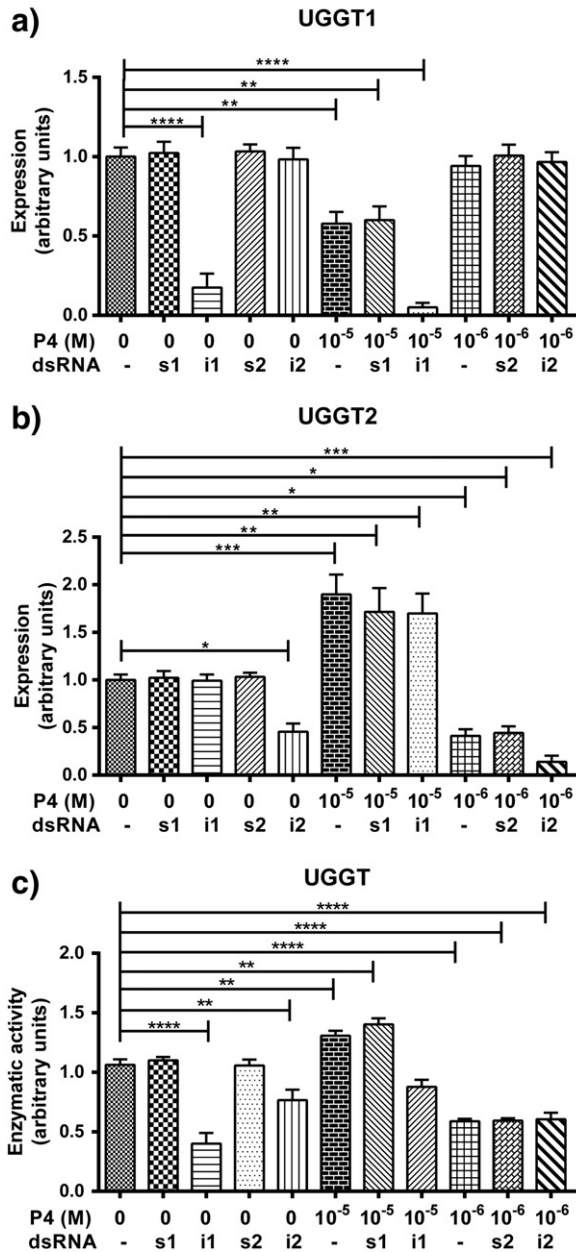 a)
UGGT1
****
**
**
****
Expression
(arbitrary units)
1.5
1.0
0.5
0.0
P4 (M) 0 0 0 0 0 10⁻⁵ 10⁻⁵ 10⁻⁵ 10⁻⁶ 10⁻⁶ 10⁻⁶
dsRNA - s1 i1 s2 i2 - s1 i1 - s2 i2
b)
UGGT2
***
*
*
**
**
***
*
Expression
(arbitrary units)
2.5
2.0
1.5
1.0
0.5
0.0
P4 (M) 0 0 0 0 0 10⁻⁵ 10⁻⁵ 10⁻⁵ 10⁻⁶ 10⁻⁶ 10⁻⁶
dsRNA - s1 i1 s2 i2 - s1 i1 - s2 i2
c)
UGGT
****
****
****
**
**
**
****
Enzymatic activity
(arbitrary units)
2.0
1.5
1.0
0.5
0.0
P4 (M) 0 0 0 0 0 10⁻⁵ 10⁻⁵ 10⁻⁵ 10⁻⁶ 10⁻⁶ 10⁻⁶
dsRNA - s1 i1 s2 i2 - s1 i1 - s2 i2